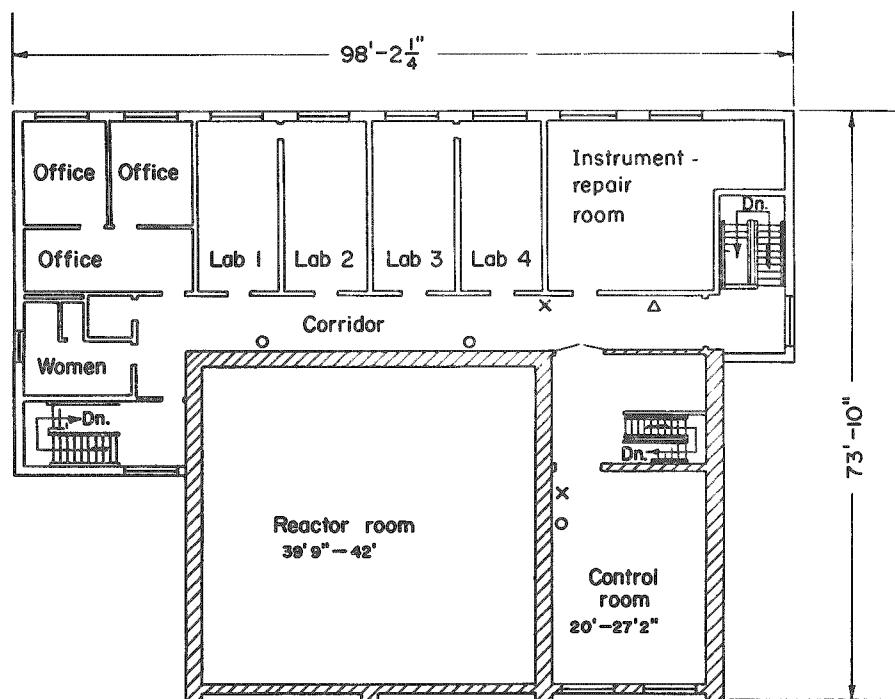 98'-2 1/4"
Office
Office
Instrument -
repair
room
Dn.
Office
Lab 1
Lab 2
Lab 3
Lab 4
Corridor
Women
Dn.
Dn.
73'-10"
Reactor room
39' 9"-42'
Control
room
20'-27'2"